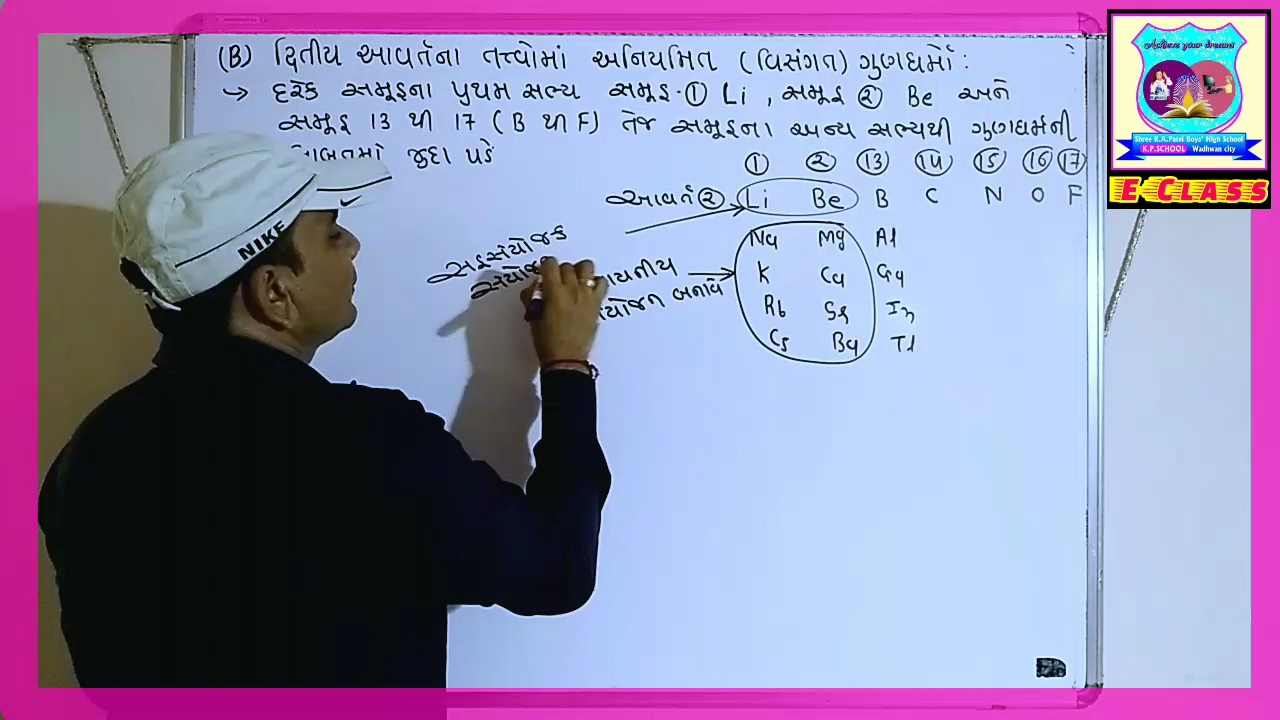 (B) દ્વિતીય આવર્તના તત્ત્વોમાં અનિયમિત (વિસંગત) ગુણધર્મો:
→ દરેક સમૂહના પ્રથમ સભ્ય સમૂહ-① Li, સમૂહ ② Be અને
સમૂહ 13 થી 17 (B થી F) તેજ સમૂહના અન્ય સભ્યથી ગુણધર્મની
જુદા પડે
① ② ⑬ ⑭ ⑮ ⑯ ⑰
આવર્ત ② Li Be B C N O F
Na Mg Al
K Ca Ga
Rb Sr In
Cs Ba Tl
સહસંયોજક
બનાવે
NIKE
Achieve your dreams
Shree R.A.Patel Boys' High School
K.P.SCHOOL Wadhwan city
E CLASS